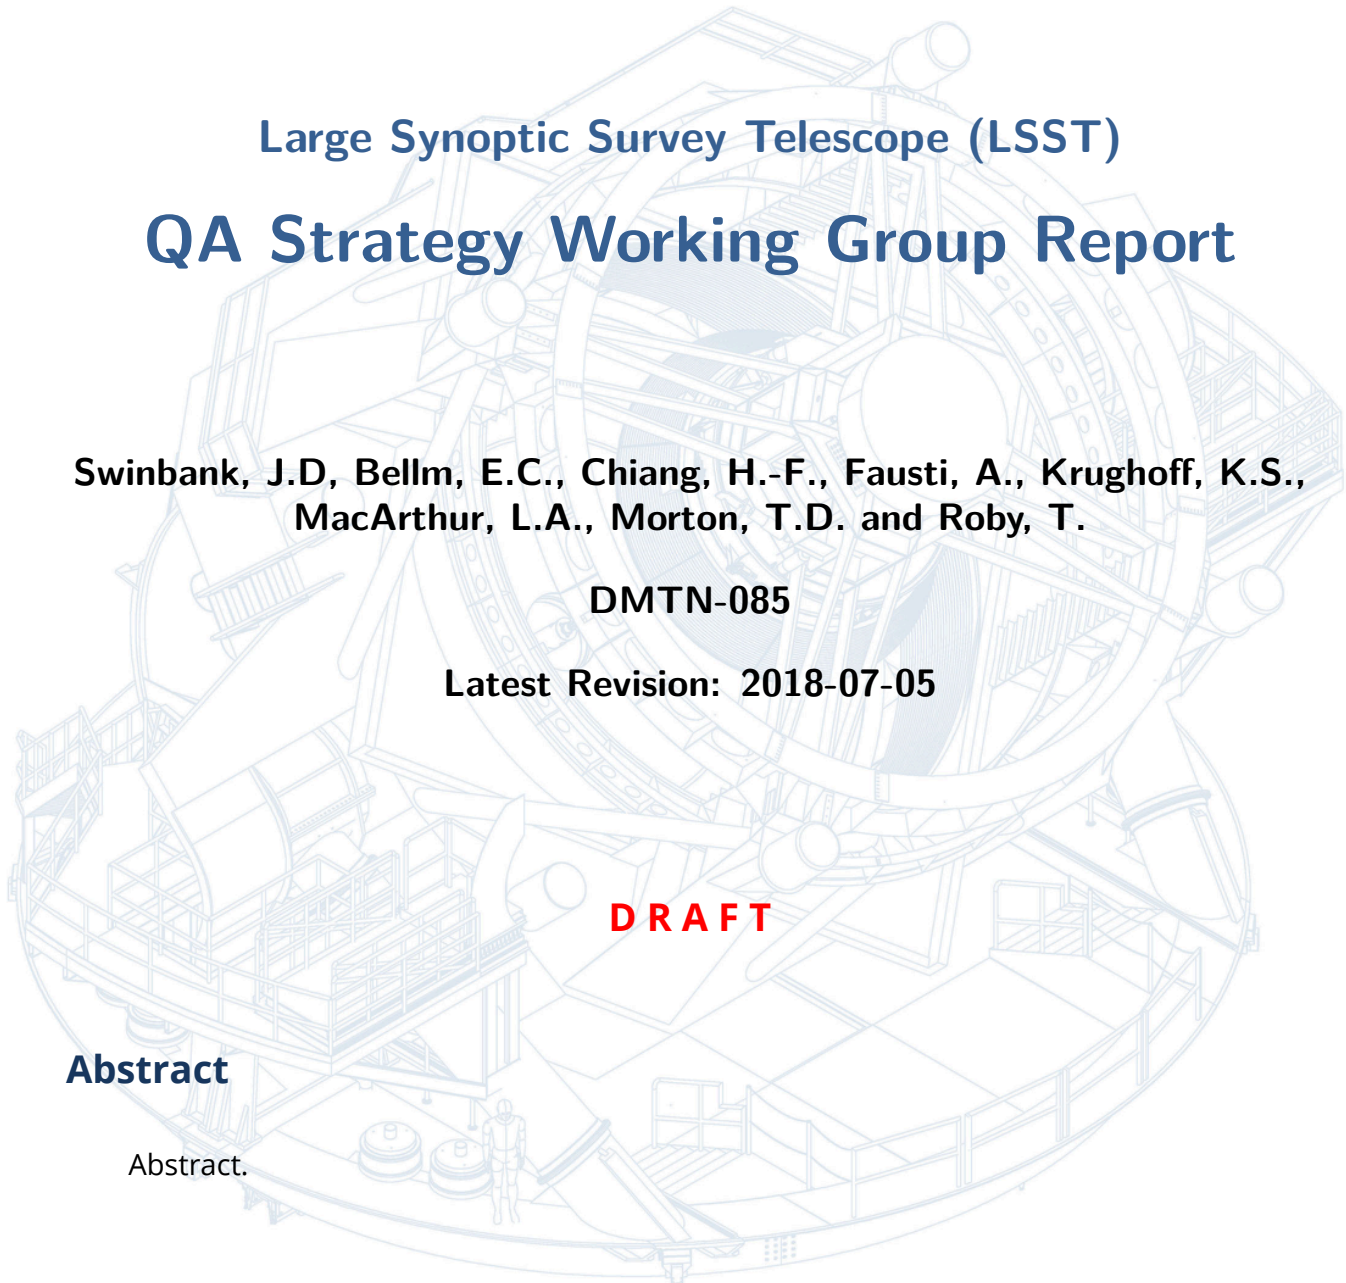 Large Synoptic Survey Telescope (LSST)
QA Strategy Working Group Report
Swinbank, J.D, Bellm, E.C., Chiang, H.-F., Fausti, A., Krughoff, K.S.,
MacArthur, L.A., Morton, T.D. and Roby, T.
DMTN-085
Latest Revision: 2018-07-05
D R A F T
Abstract
Abstract.